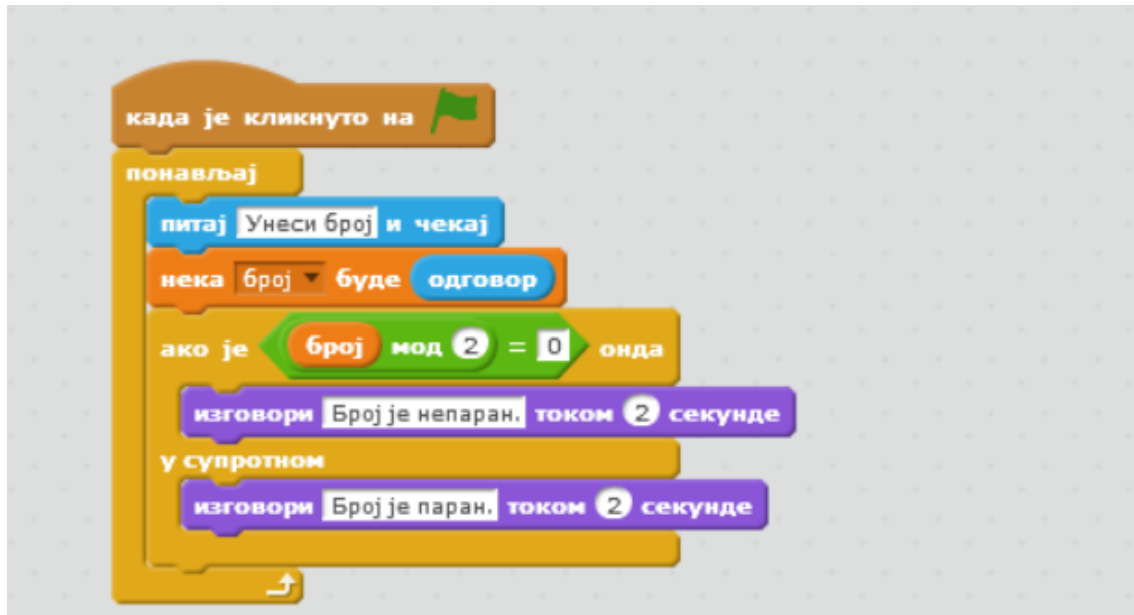 када је кликнуто на
понављај
питај Унеси број и чекај
нека број буде одговор
ако је број мод 2 = 0 онда
изговори Број је непаран. током 2 секунде
у супротном
изговори Број је паран. током 2 секунде